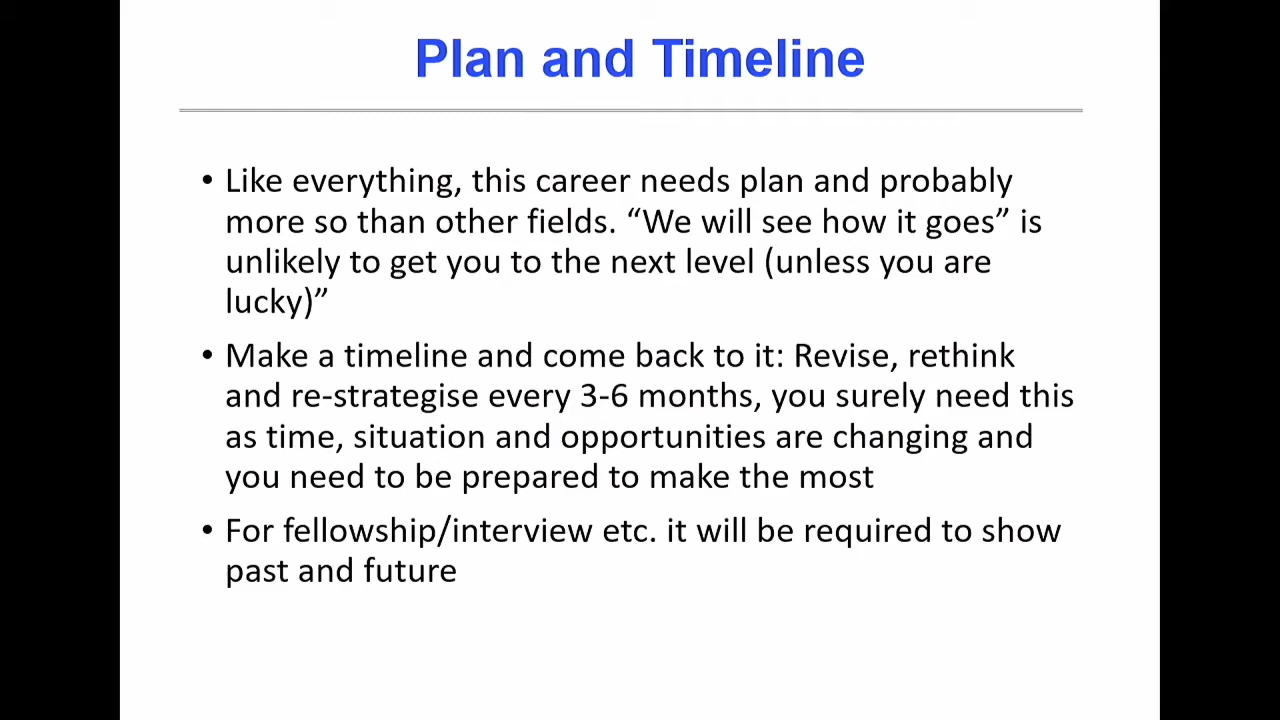 Plan and Timeline
• Like everything, this career needs plan and probably
more so than other fields. “We will see how it goes” is
unlikely to get you to the next level (unless you are
lucky)”
• Make a timeline and come back to it: Revise, rethink
and re-strategise every 3-6 months, you surely need this
as time, situation and opportunities are changing and
you need to be prepared to make the most
• For fellowship/interview etc. it will be required to show
past and future